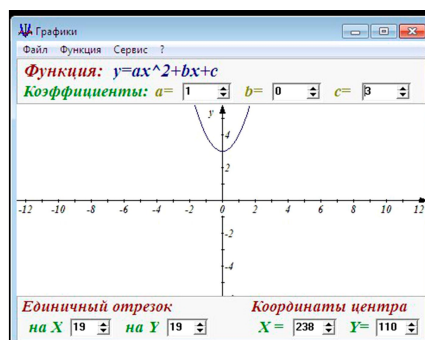 Графики
Файл Функция Сервис ?
Функция: y=ax^2+bx+c
Коэффициенты: a= 1 b= 0 c= 3
y
4
2
-12 -10 -8 -6 -4 -2 0 2 4 6 8 10 12
-2
-4
Единичный отрезок Координаты центра
на X 19 на Y 19 X = 238 Y= 110